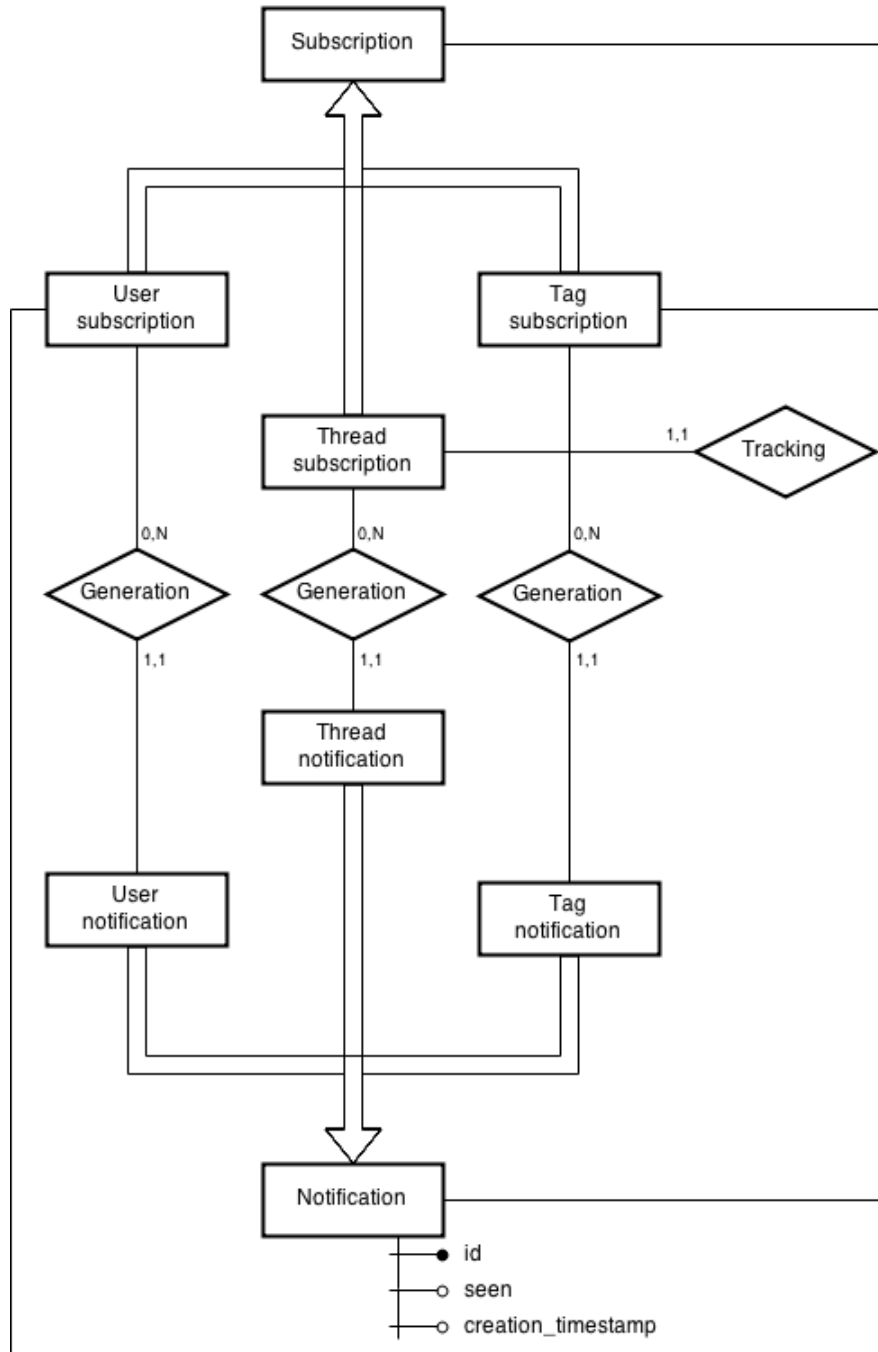 Subscription
User
subscription
Tag
subscription
Thread
subscription
1,1
Tracking
0,N
0,N
0,N
Generation
Generation
Generation
1,1
1,1
1,1
Thread
notification
User
notification
Tag
notification
Notification
id
seen
creation_timestamp